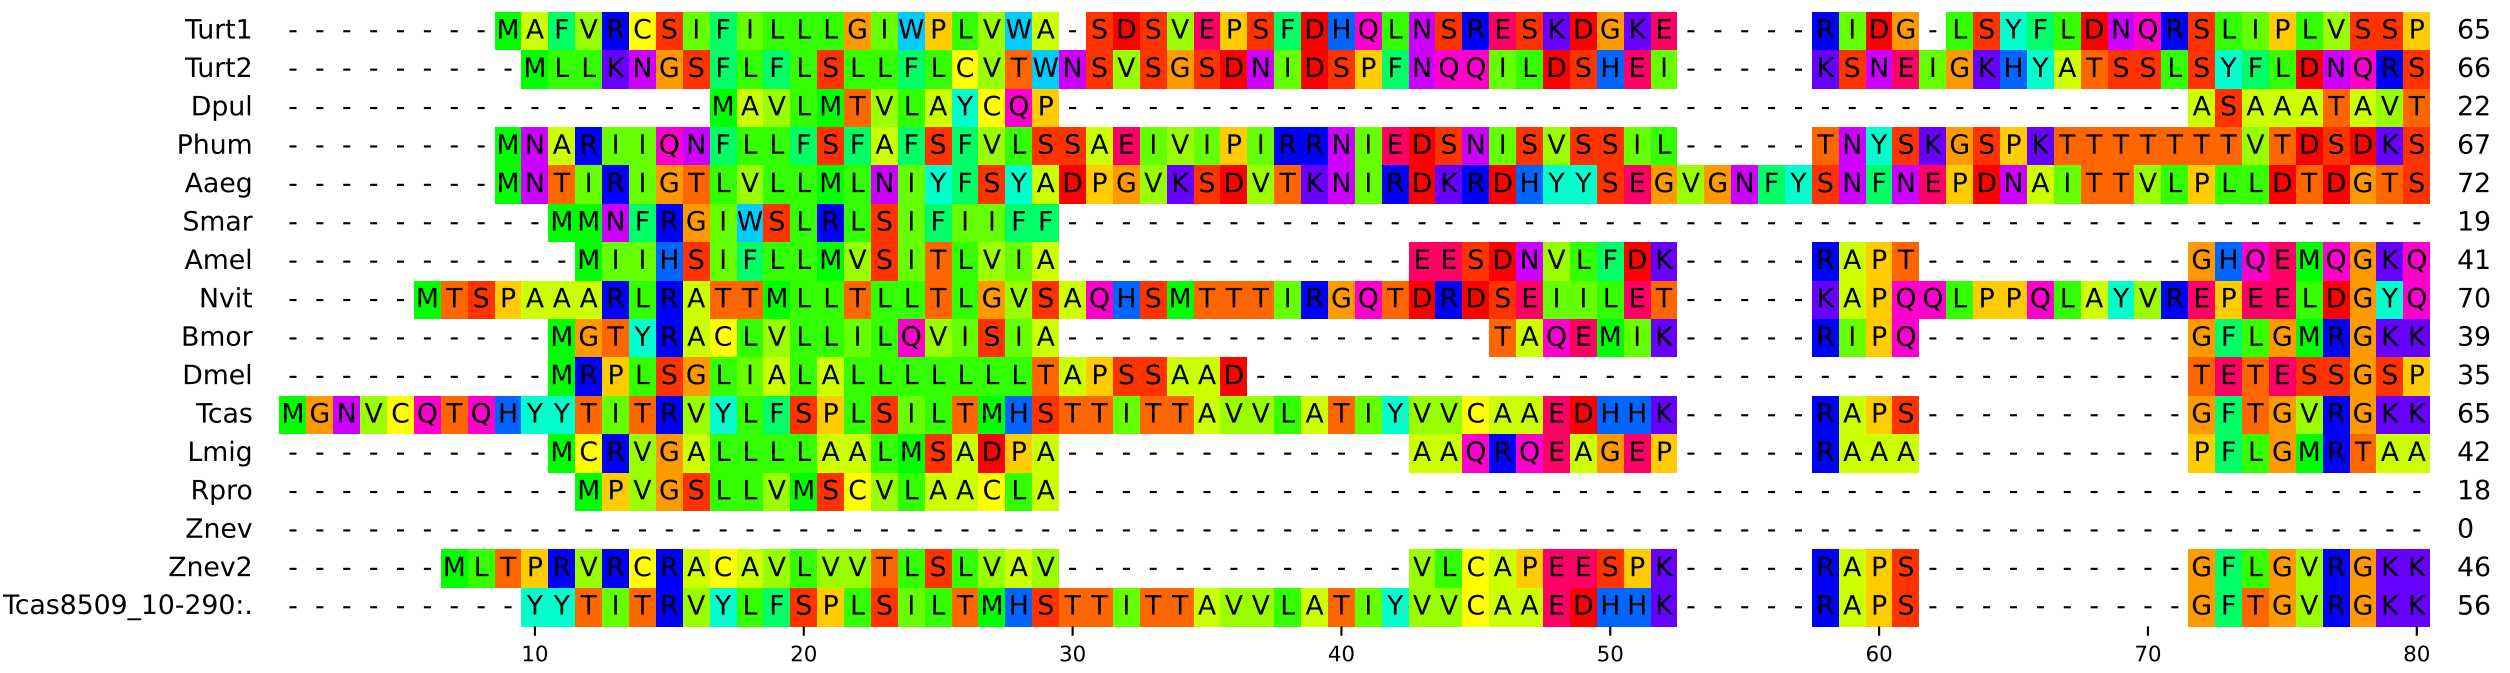 Turt1 --------MAFVRCSIFILLLGIWPLVWA-SDSVEPSFDHQLNSRESKDGKE-----RIDG-LSYFLDNQRSLIPLVSSP 65
Turt2 ---------MLLKNGSFLFLSLLFLCVTWNSVSGSDNIDSPFNQQILDSHEI-----KSNEIGKHYATSSLSYFLDNQRS 66
Dpul ----------------MAVLMTVLAYCQP------------------------------------------ASAAATAVT 22
Phum --------MNARIIQNFLLFSFAFSFVLSSAEIVIPIRRNIEDSNISVSSIL-----TNYSKGSPKTTTTTTTVTDSDKS 67
Aaeg --------MNTIRIGTLVLLMLNIYFSYADPGVKSDVTKNIRDKRDHYYSEGVGNFYSNFNEPDNAITTVLPLLDTDGTS 72
Smar ----------MMNFRGIWSLRLSIFIIFF--------------------------------------------------- 19
Amel -----------MIIHSIFLLMVSITLVIA-------------EESDNVLFDK-----RAPT----------GHQEMQGKQ 41
Nvit -----MTSPAAARLRATTMLLTLLTLGVSAQHSMTTTIRGQTDRDSEIILET-----KAPQQLPPQLAYVREPEELDGYQ 70
Bmor ----------MGTYRACLVLLILQVISIA----------------TAQEMIK-----RIPQ----------GFLGMRGKK 39
Dmel ----------MRPLSGLIALALLLLLLLTAPSSAAD-----------------------------------TETESSGSP 35
Tcas MGNVCQTQHYYTITRVYLFSPLSILTMHSTTITTAVVLATIYVVCAAEDHHK-----RAPS----------GFTGVRGKK 65
Lmig ----------MCRVGALLLLAALMSADPA-------------AAQRQEAGEP-----RAAA----------PFLGMRTAA 42
Rpro -----------MPVGSLLVMSCVLAACLA--------------------------------------------------- 18
Znev -------------------------------------------------------------------------------- 0
Znev2 ------MLTPRVRCRACAVLVVTLSLVAV-------------VLCAPEESPK-----RAPS----------GFLGVRGKK 46
Tcas8509_10-290:. ---------YYTITRVYLFSPLSILTMHSTTITTAVVLATIYVVCAAEDHHK-----RAPS----------GFTGVRGKK 56
10 20 30 40 50 60 70 80